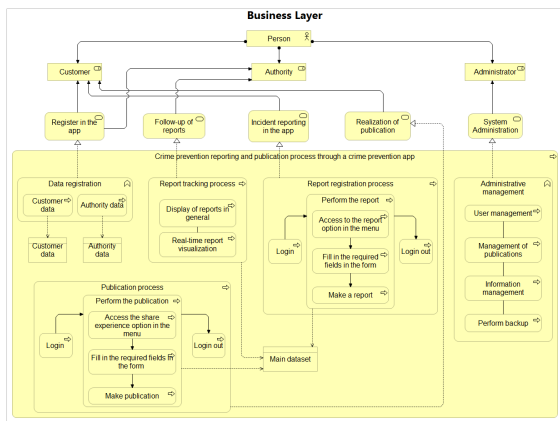 Business Layer
Person
Customer
Authority
Administrator
Register in the
app
Follow-up of
reports
Incident reporting
in the app
Realization of
publication
System
Administration
Crime prevention reporting and publication process through a crime prevention app
Data registration
Customer
data
Authority data
Customer
data
Authority
data
Report tracking process
Display of reports in
general
Real-time report
visualization
Report registration process
Perform the report
Login
Access to the report
option in the menu
Fill in the required
fields in the form
Make a report
Login out
Administrative
management
User management
Management of
publications
Information
management
Perform backup
Publication process
Perform the publication
Login
Access the share
experience option in the
menu
Fill in the required fields in
the form
Make publication
Login out
Main dataset